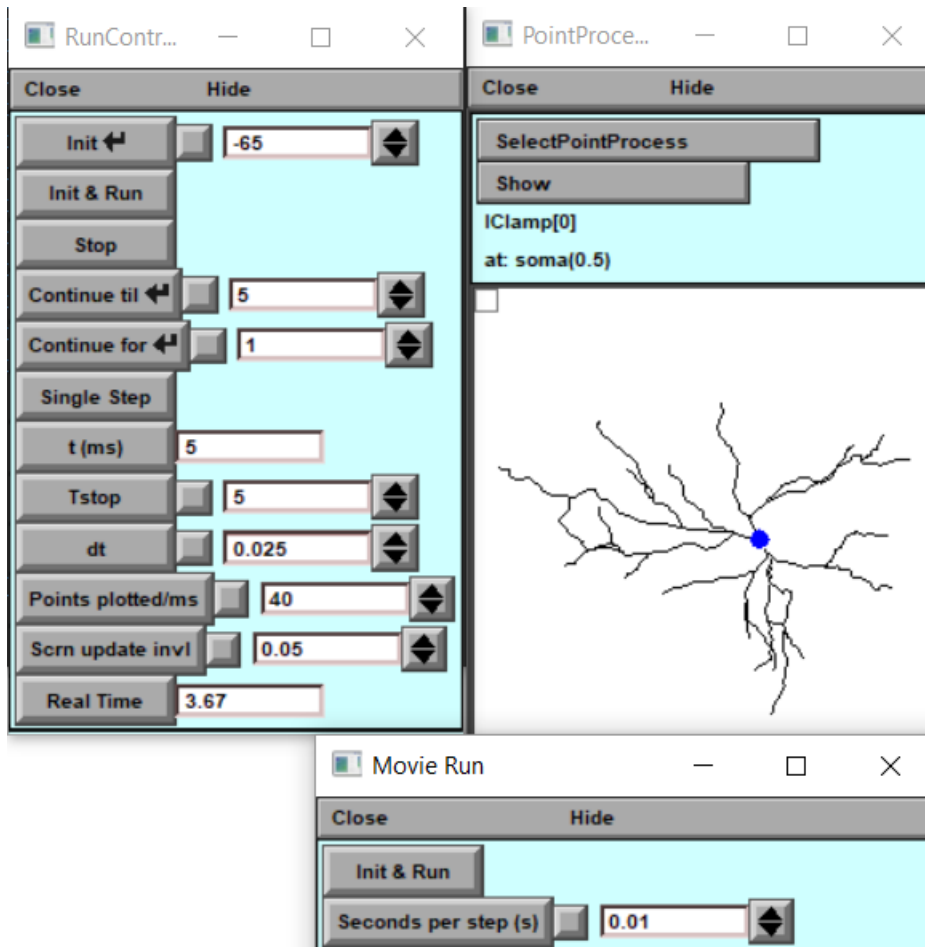 RunContr...
Close Hide
Init -65
Init & Run
Stop
Continue til 5
Continue for 1
Single Step
t (ms) 5
Tstop 5
dt 0.025
Points plotted/ms 40
Scrn update invl 0.05
Real Time 3.67
PointProce...
Close Hide
SelectPointProcess
Show
IClamp[0]
at: soma(0.5)
Movie Run
Close Hide
Init & Run
Seconds per step (s) 0.01